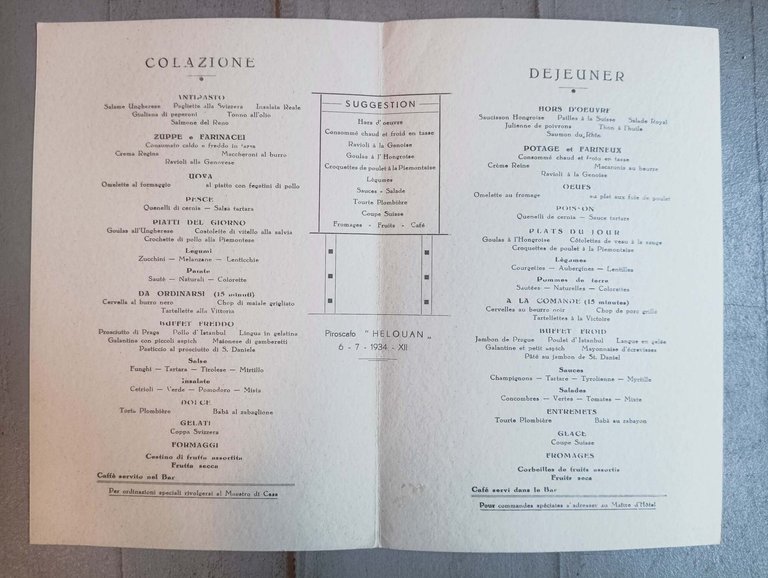 COLAZIONE
ANTIPASTO
Salame Ungherese Pagliette alla Svizzera Insalata Reale
Giuliana di peperoni Tonno all'olio
Salmone del Reno
ZUPPE e FARINACEI
Consumato caldo e freddo in tazza
Crema Regina Maccheroni al burro
Ravioli alla Genovese
UOVA
Omelette al formaggio al piatto con fegatini di pollo
PESCE
Quenelli di cernia — Salsa tartara
PIATTI DEL GIORNO
Goulas all'Ungherese Costolette di vitello alla salvia
Crochette di pollo alla Piemontese
Legumi
Zucchini — Melanzane — Lenticchie
Patate
Sautè — Naturali — Colorette
DA ORDINARSI (15 minuti)
Cervella al burro nero Chop di maiale grigliato
Tartellette alla Vittoria
BUFFET FREDDO
Prosciutto di Praga Pollo d'Istanbul Lingua in gelatina
Galantine con piccoli aspich Maionese di gamberetti
Pasticcio al prosciutto di S. Daniele
Salse
Funghi — Tartara — Tirolese — Mirtillo
Insalate
Cetrioli — Verde — Pomodoro — Mista
DOLCE
Torta Plombière Babà al zabaglione
GELATI
Coppa Svizzera
FORMAGGI
Cestino di frutta assortita
Frutta secca
Caffè servito nel Bar
Per ordinazioni speciali rivolgersi al Maestro di Casa
SUGGESTION
Hors d'oeuvres
Consommé chaud et froid en tasse
Ravioli à la Genoise
Goulas à l'Hongroise
Croquettes de poulet à la Piemontaise
Légumes
Sauces - Salade
Tourte Plombière
Coupe Suisse
Fromages - Fruits - Café
Piroscafo "HELOUAN„
6 - 7 - 1934 - XII
DEJEUNER
HORS D'OEUVRE
Saucisson Hongroise Pailles à la Suisse Salade Royal
Julienne de poivrons Thon à l'huile
Saumon du Rhin
POTAGE et FARINEUX
Consommé chaud et froid en tasse
Crème Reine Macaronis au beurre
Ravioli à la Genoise
OEUFS
Omelette au fromage au plat aux foie de poulet
POISSON
Quenelli de cernia — Sauce tartare
PLATS DU JOUR
Goulas à l'Hongroise Côtolettes de veau à la sauge
Croquettes de poulet à la Piemontaise
Légumes
Courgettes — Aubergines — Lentilles
Pommes de terre
Sautées — Naturelles — Colorettes
A LA COMANDE (15 minutes)
Cervelles au beurre noir Chop de porc grillé
Tartellettes à la Victoire
BUFFET FROID
Jambon de Prague Poulet d'Istanbul Langue en gelée
Galantine et petit aspich Mayonnaise d'écrevisses
Pâté au jambon de St. Daniel
Sauces
Champignons — Tartare — Tyrolienne — Myrtille
Salades
Concombres — Vertes — Tomates — Mixte
ENTREMETS
Tourte Plombière Babà au zabayon
GLACE
Coupe Suisse
FROMAGES
Corbeilles de fruits assortis
Fruits secs
Café servi dans le Bar
Pour commandes spéciales s'adresser au Maître d'Hôtel